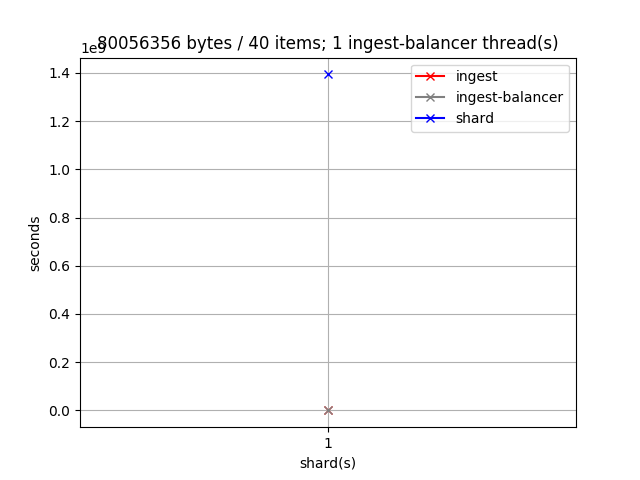 80056356 bytes / 40 items; 1 ingest-balancer thread(s)
1e9
ingest
ingest-balancer
shard
1.4
1.2
1.0
0.8
0.6
0.4
0.2
0.0
seconds
1
shard(s)